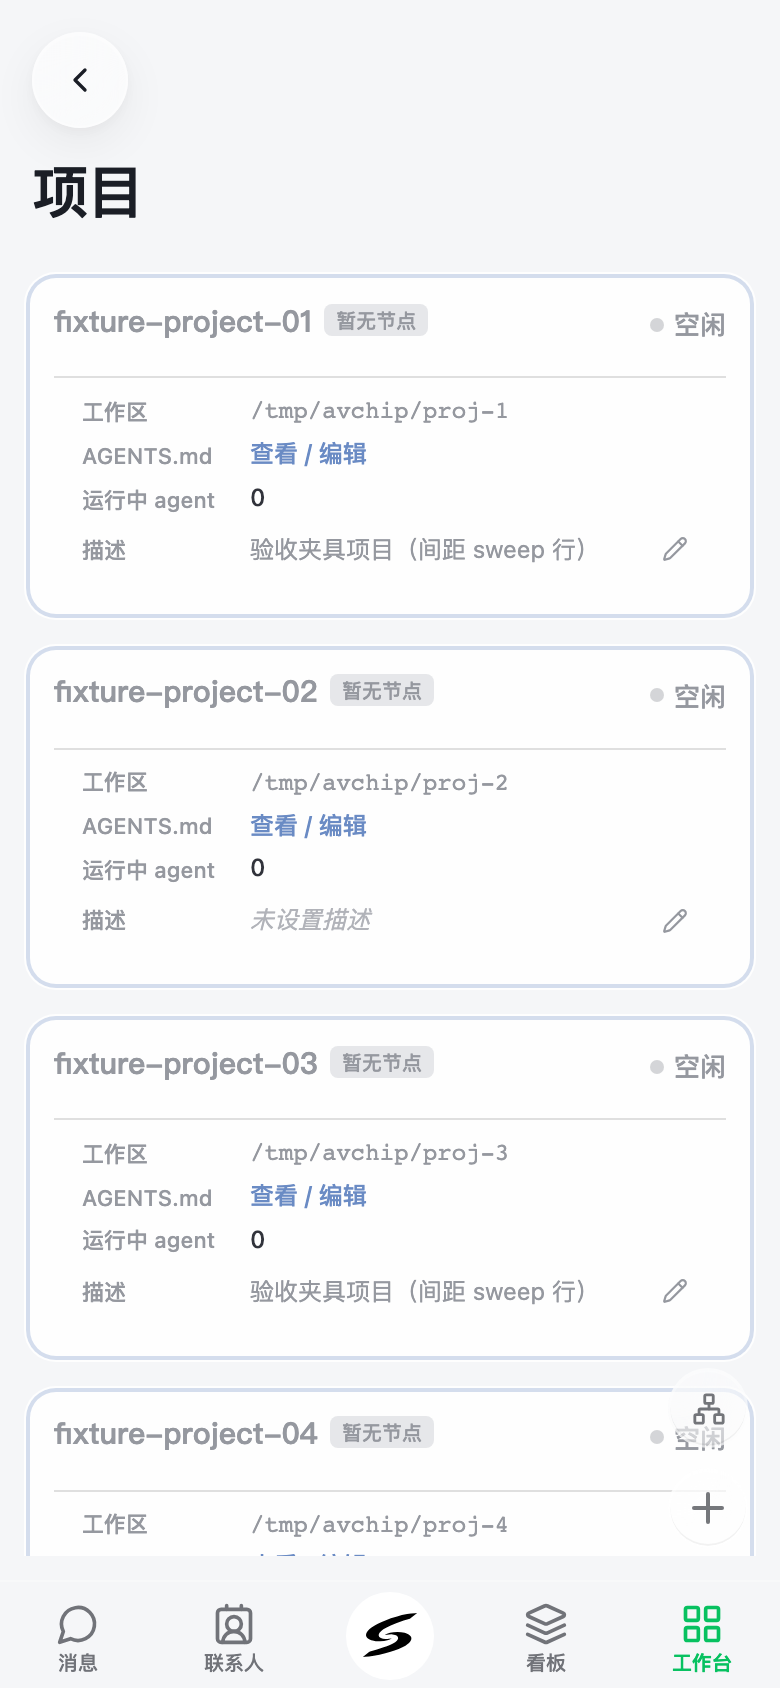 项目
fixture-project-01 暂无节点 空闲
工作区 /tmp/avchip/proj-1
AGENTS.md 查看 / 编辑
运行中 agent 0
描述 验收夹具项目（间距 sweep 行）
fixture-project-02 暂无节点 空闲
工作区 /tmp/avchip/proj-2
AGENTS.md 查看 / 编辑
运行中 agent 0
描述 未设置描述
fixture-project-03 暂无节点 空闲
工作区 /tmp/avchip/proj-3
AGENTS.md 查看 / 编辑
运行中 agent 0
描述 验收夹具项目（间距 sweep 行）
fixture-project-04 暂无节点 空闲
工作区 /tmp/avchip/proj-4
消息 联系人 看板 工作台